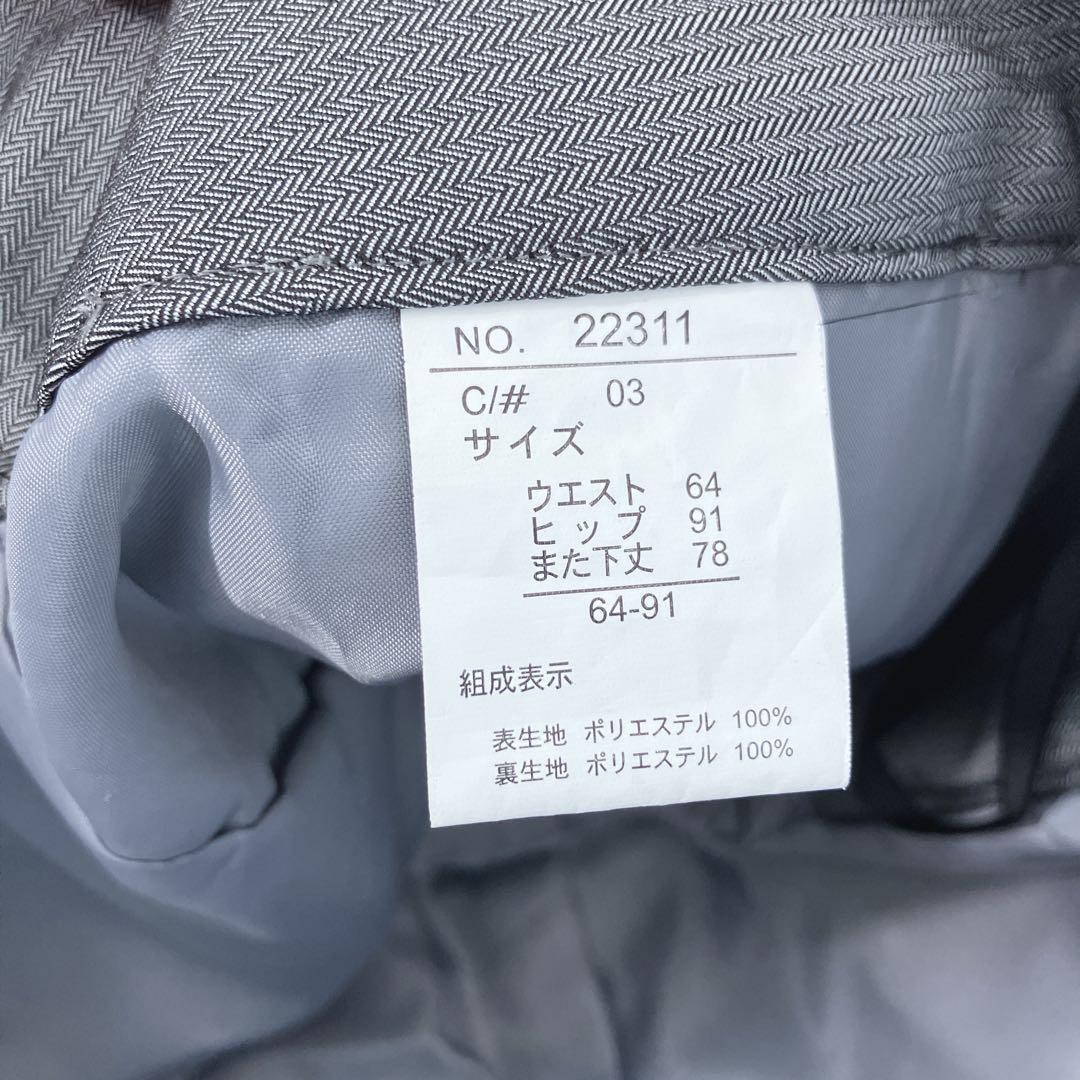 NO. 22311
C/# 03
サイズ
ウエスト 64
ヒップ 91
また下丈 78
64-91
組成表示
表生地 ポリエステル 100%
裏生地 ポリエステル 100%